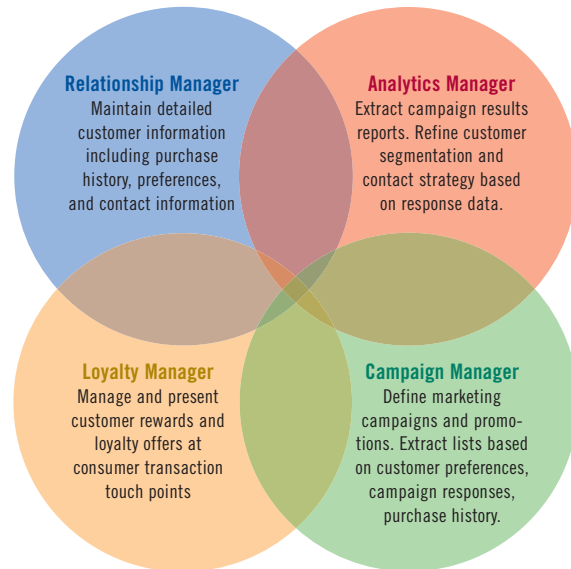 Relationship Manager
Maintain detailed
customer information
including purchase
history, preferences,
and contact information
Analytics Manager
Extract campaign results
reports. Refine customer
segmentation and
contact strategy based
on response data.
Loyalty Manager
Manage and present
customer rewards and
loyalty offers at
consumer transaction
touch points
Campaign Manager
Define marketing
campaigns and promo-
tions. Extract lists based
on customer preferences,
campaign responses,
purchase history.